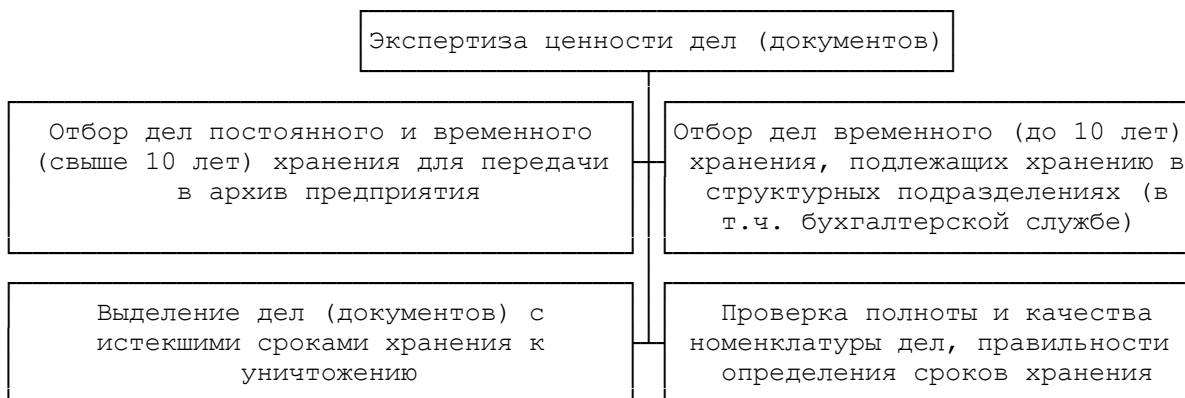 Экспертиза ценности дел (документов)
Отбор дел постоянного и временного
(свыше 10 лет) хранения для передачи
в архив предприятия
Отбор дел временного (до 10 лет)
хранения, подлежащих хранению в
структурных подразделениях (в
т.ч. бухгалтерской службе)
Выделение дел (документов) с
истекшими сроками хранения к
уничтожению
Проверка полноты и качества
номенклатуры дел, правильности
определения сроков хранения